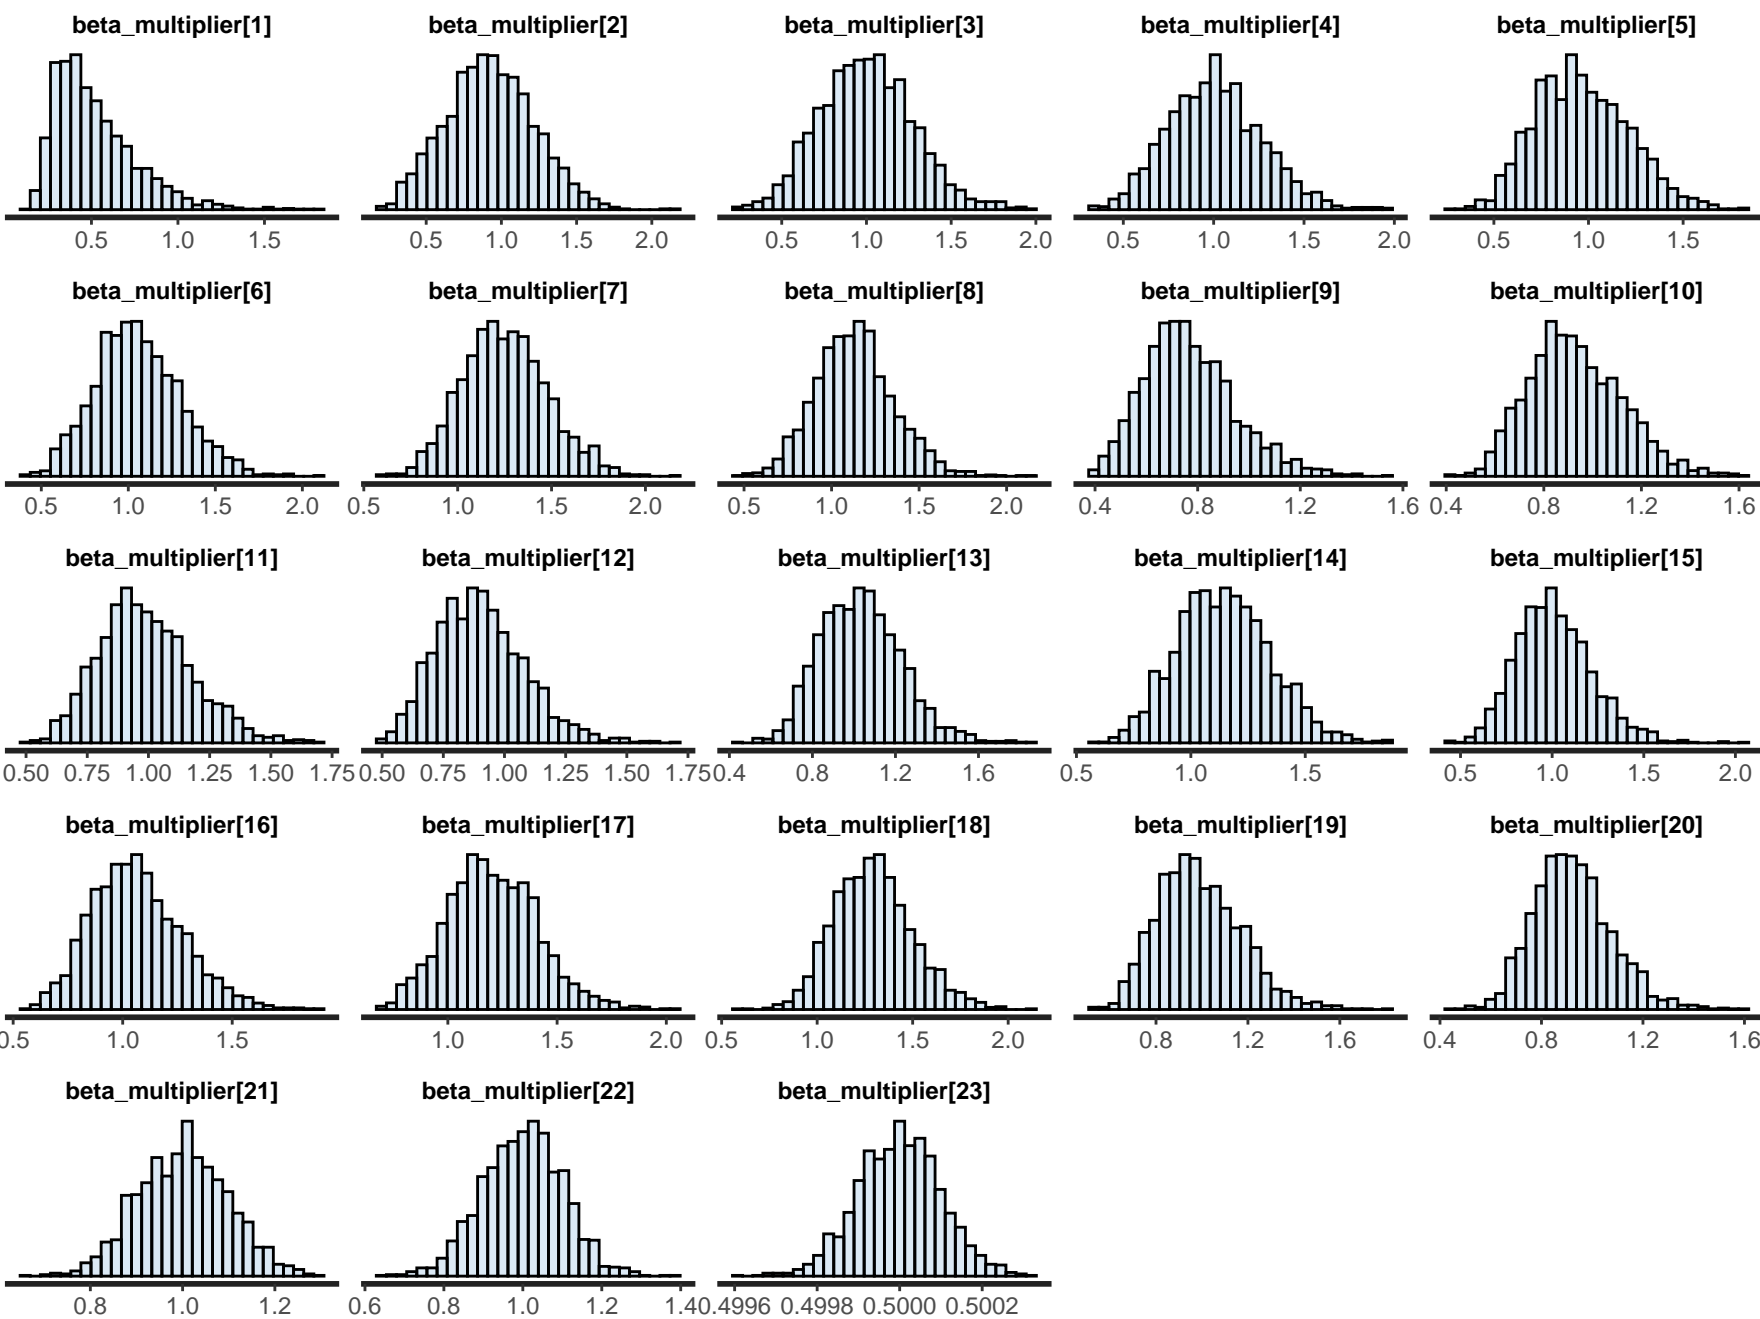 beta_multiplier[1] beta_multiplier[2] beta_multiplier[3] beta_multiplier[4] beta_multiplier[5]
0.5 1.0 1.5 0.5 1.0 1.5 2.0 0.5 1.0 1.5 2.0 0.5 1.0 1.5 2.0 0.5 1.0 1.5
beta_multiplier[6] beta_multiplier[7] beta_multiplier[8] beta_multiplier[9] beta_multiplier[10]
0.5 1.0 1.5 2.0 0.5 1.0 1.5 2.0 0.5 1.0 1.5 2.0 0.4 0.8 1.2 1.6 0.4 0.8 1.2 1.6
beta_multiplier[11] beta_multiplier[12] beta_multiplier[13] beta_multiplier[14] beta_multiplier[15]
0.50 0.75 1.00 1.25 1.50 1.75 0.50 0.75 1.00 1.25 1.50 1.75 0.4 0.8 1.2 1.6 0.5 1.0 1.5 0.5 1.0 1.5 2.0
beta_multiplier[16] beta_multiplier[17] beta_multiplier[18] beta_multiplier[19] beta_multiplier[20]
0.5 1.0 1.5 1.0 1.5 2.0 0.5 1.0 1.5 2.0 0.8 1.2 1.6 0.4 0.8 1.2 1.6
beta_multiplier[21] beta_multiplier[22] beta_multiplier[23]
0.8 1.0 1.2 0.6 0.8 1.0 1.2 1.4 0.4996 0.4998 0.5000 0.5002